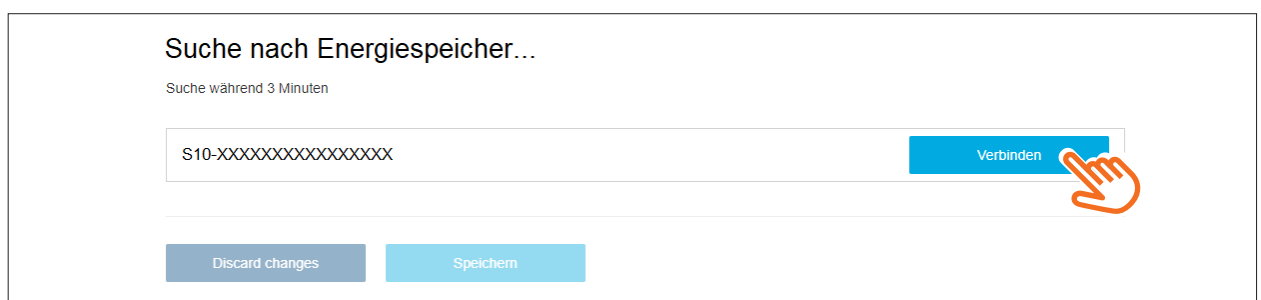 Suche nach Energiespeicher...
Suche während 3 Minuten
S10-XXXXXXXXXXXXXXXX
Verbinden
Discard changes
Speichern